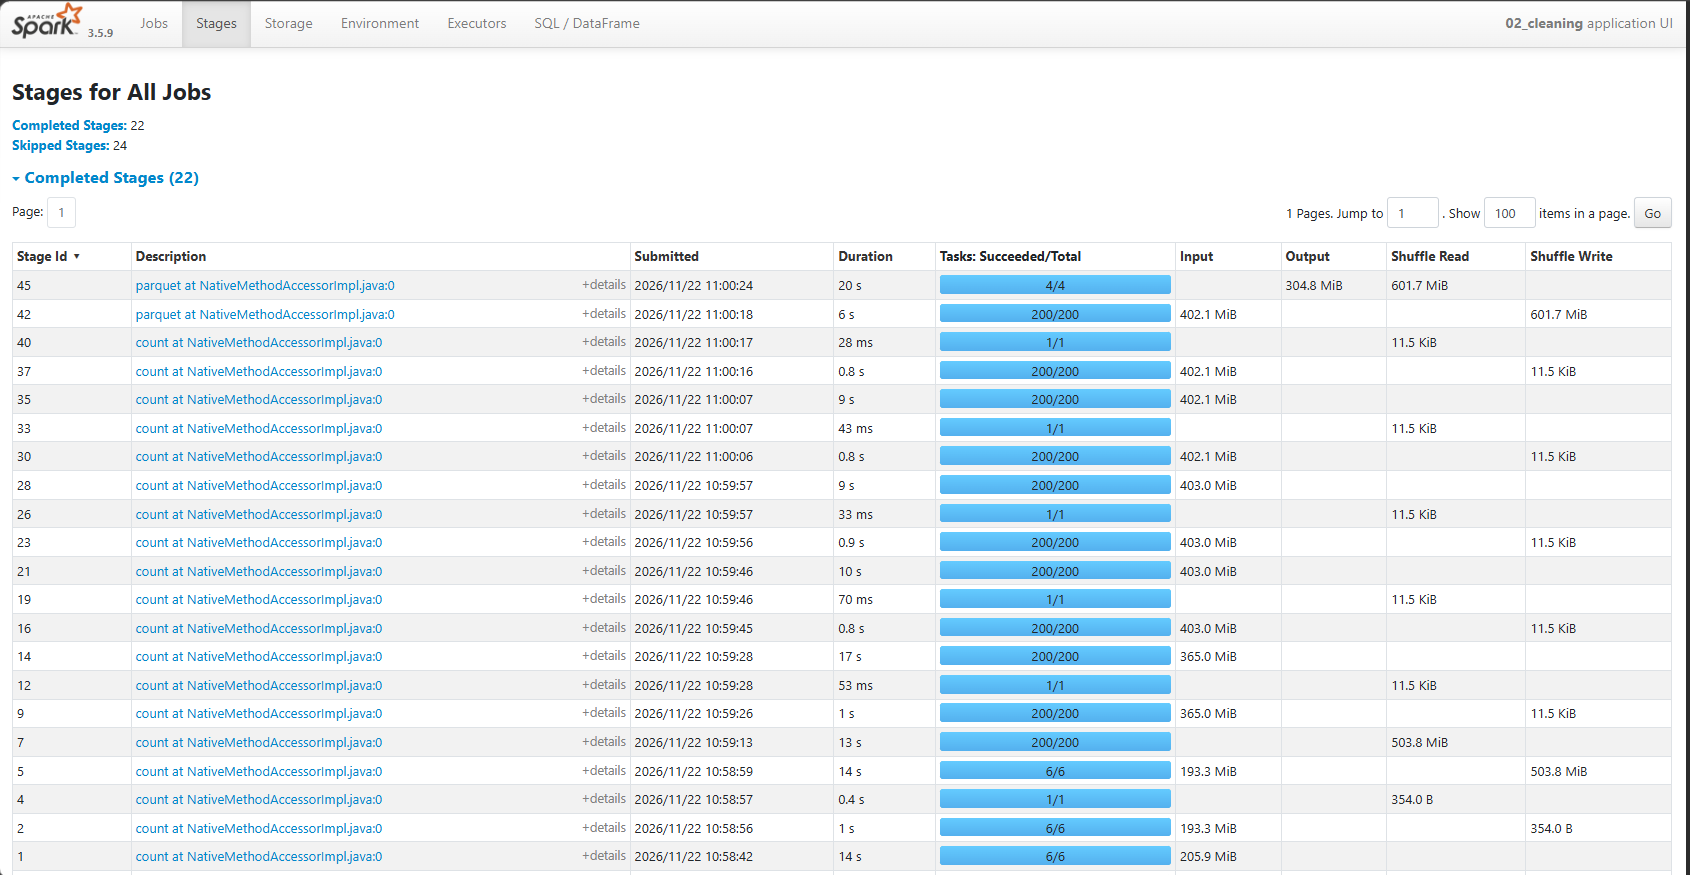 APACHE Spark 3.5.9 Jobs Stages Storage Environment Executors SQL / DataFrame 02_cleaning application UI
Stages for All Jobs
Completed Stages: 22
Skipped Stages: 24
Completed Stages (22)
Page: 1 1 Pages. Jump to 1 . Show 100 items in a page. Go
Stage Id ▾ Description Submitted Duration Tasks: Succeeded/Total Input Output Shuffle Read Shuffle Write
45 parquet at NativeMethodAccessorImpl.java:0 +details 2026/11/22 11:00:24 20 s 4/4 304.8 MiB 601.7 MiB
42 parquet at NativeMethodAccessorImpl.java:0 +details 2026/11/22 11:00:18 6 s 200/200 402.1 MiB 601.7 MiB
40 count at NativeMethodAccessorImpl.java:0 +details 2026/11/22 11:00:17 28 ms 1/1 11.5 KiB
37 count at NativeMethodAccessorImpl.java:0 +details 2026/11/22 11:00:16 0.8 s 200/200 402.1 MiB 11.5 KiB
35 count at NativeMethodAccessorImpl.java:0 +details 2026/11/22 11:00:07 9 s 200/200 402.1 MiB
33 count at NativeMethodAccessorImpl.java:0 +details 2026/11/22 11:00:07 43 ms 1/1 11.5 KiB
30 count at NativeMethodAccessorImpl.java:0 +details 2026/11/22 11:00:06 0.8 s 200/200 402.1 MiB 11.5 KiB
28 count at NativeMethodAccessorImpl.java:0 +details 2026/11/22 10:59:57 9 s 200/200 403.0 MiB
26 count at NativeMethodAccessorImpl.java:0 +details 2026/11/22 10:59:57 33 ms 1/1 11.5 KiB
23 count at NativeMethodAccessorImpl.java:0 +details 2026/11/22 10:59:56 0.9 s 200/200 403.0 MiB 11.5 KiB
21 count at NativeMethodAccessorImpl.java:0 +details 2026/11/22 10:59:46 10 s 200/200 403.0 MiB
19 count at NativeMethodAccessorImpl.java:0 +details 2026/11/22 10:59:46 70 ms 1/1 11.5 KiB
16 count at NativeMethodAccessorImpl.java:0 +details 2026/11/22 10:59:45 0.8 s 200/200 403.0 MiB 11.5 KiB
14 count at NativeMethodAccessorImpl.java:0 +details 2026/11/22 10:59:28 17 s 200/200 365.0 MiB
12 count at NativeMethodAccessorImpl.java:0 +details 2026/11/22 10:59:28 53 ms 1/1 11.5 KiB
9 count at NativeMethodAccessorImpl.java:0 +details 2026/11/22 10:59:26 1 s 200/200 365.0 MiB 11.5 KiB
7 count at NativeMethodAccessorImpl.java:0 +details 2026/11/22 10:59:13 13 s 200/200 503.8 MiB
5 count at NativeMethodAccessorImpl.java:0 +details 2026/11/22 10:58:59 14 s 6/6 193.3 MiB 503.8 MiB
4 count at NativeMethodAccessorImpl.java:0 +details 2026/11/22 10:58:57 0.4 s 1/1 354.0 B
2 count at NativeMethodAccessorImpl.java:0 +details 2026/11/22 10:58:56 1 s 6/6 193.3 MiB 354.0 B
1 count at NativeMethodAccessorImpl.java:0 +details 2026/11/22 10:58:42 14 s 6/6 205.9 MiB